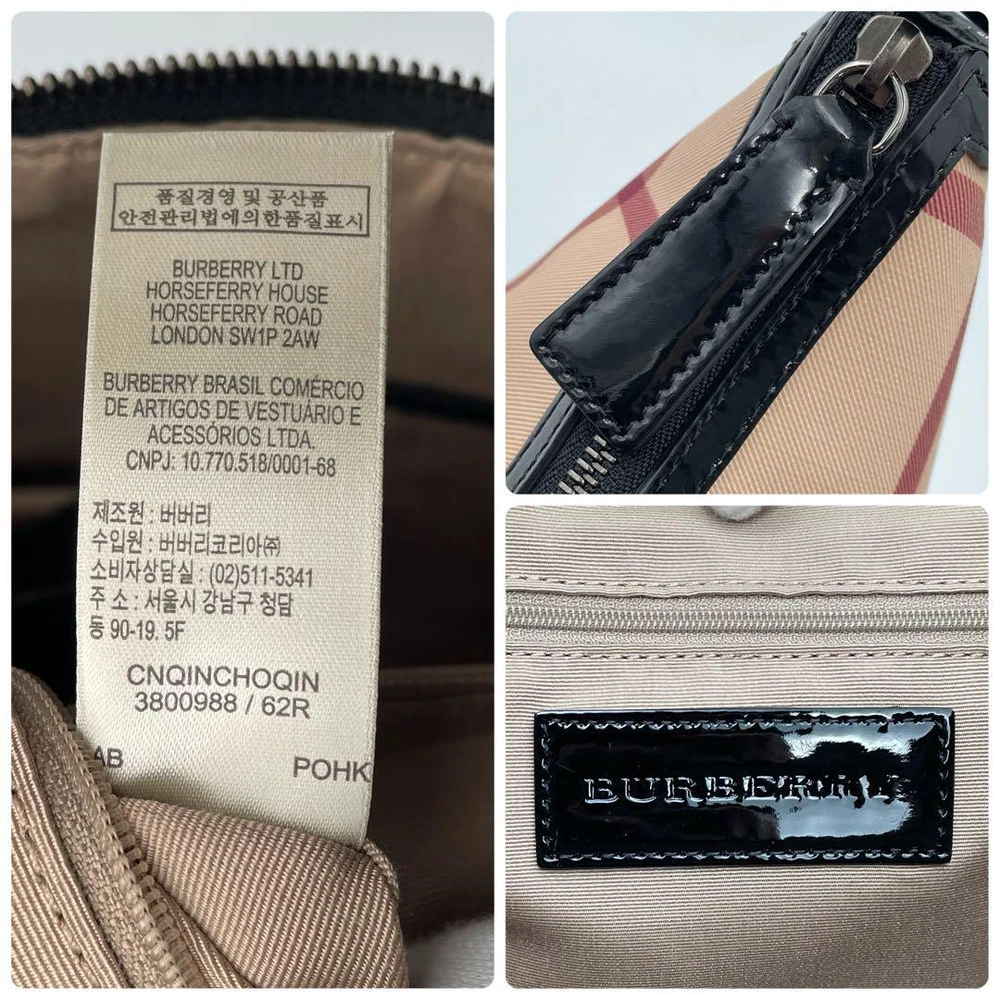 품질경영 및 공산품
안전관리법에의한품질표시
BURBERRY LTD
HORSEFERRY HOUSE
HORSEFERRY ROAD
LONDON SW1P 2AW
BURBERRY BRASIL COMÉRCIO
DE ARTIGOS DE VESTUÁRIO E
ACESSÓRIOS LTDA.
CNPJ: 10.770.518/0001-68
제조원 : 버버리
수입원 : 버버리코리아㈜
소비자상담실 : (02)511-5341
주 소 : 서울시 강남구 청담
동 90-19. 5F
CNQINCHOQIN
3800988 / 62R
AB POHK
BURBERRY